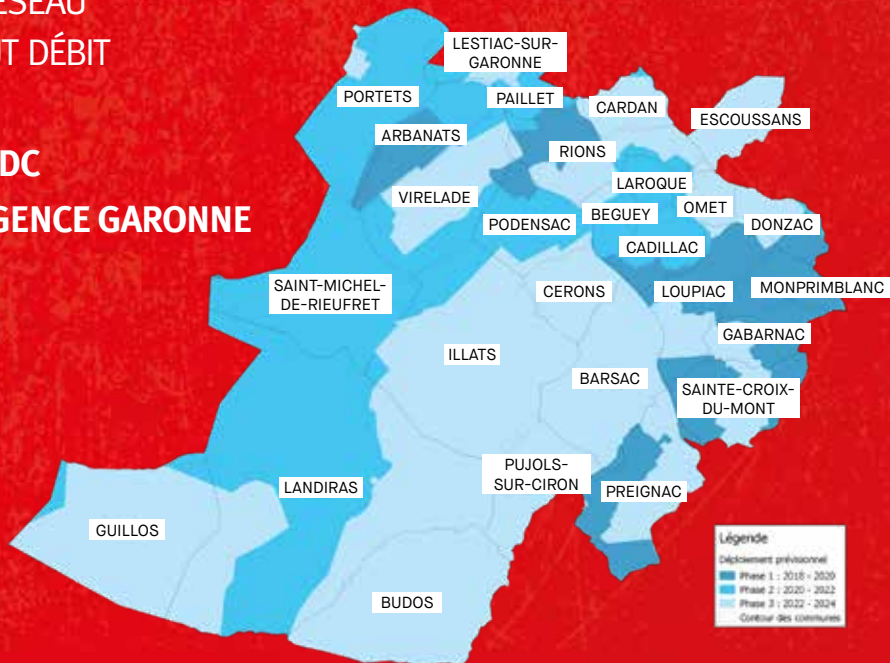 ÉSEAU
UT DÉBIT
DC
GENCE GARONNE
LESTIAC-SUR-
GARONNE
PORTETS
PAILLET
CARDAN
ESCOUSSANS
ARBANATS
RIONS
VIRELADE
LAROQUE
PODENSAC
BEGUEY
OMET
DONZAC
CADILLAC
SAINT-MICHEL-
DE-RIEUFRET
CERONS
LOUPIAC
MONPRIMBLANC
GABARNAC
ILLATS
BARSAC
SAINTE-CROIX-
DU-MONT
PUJOLS-
SUR-CIRON
LANDIRAS
PREIGNAC
GUILLOS
BUDOS
Légende
Déploiement prévisionnel
Phase 1 : 2018 - 2020
Phase 2 : 2020 - 2022
Phase 3 : 2022 - 2024
Contour des communes